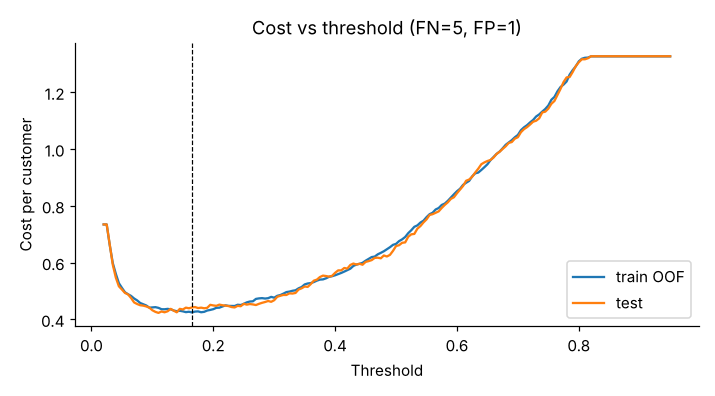 Cost vs threshold (FN=5, FP=1)
Cost per customer
1.2
1.0
0.8
0.6
0.4
0.0 0.2 0.4 0.6 0.8
Threshold
train OOF
test